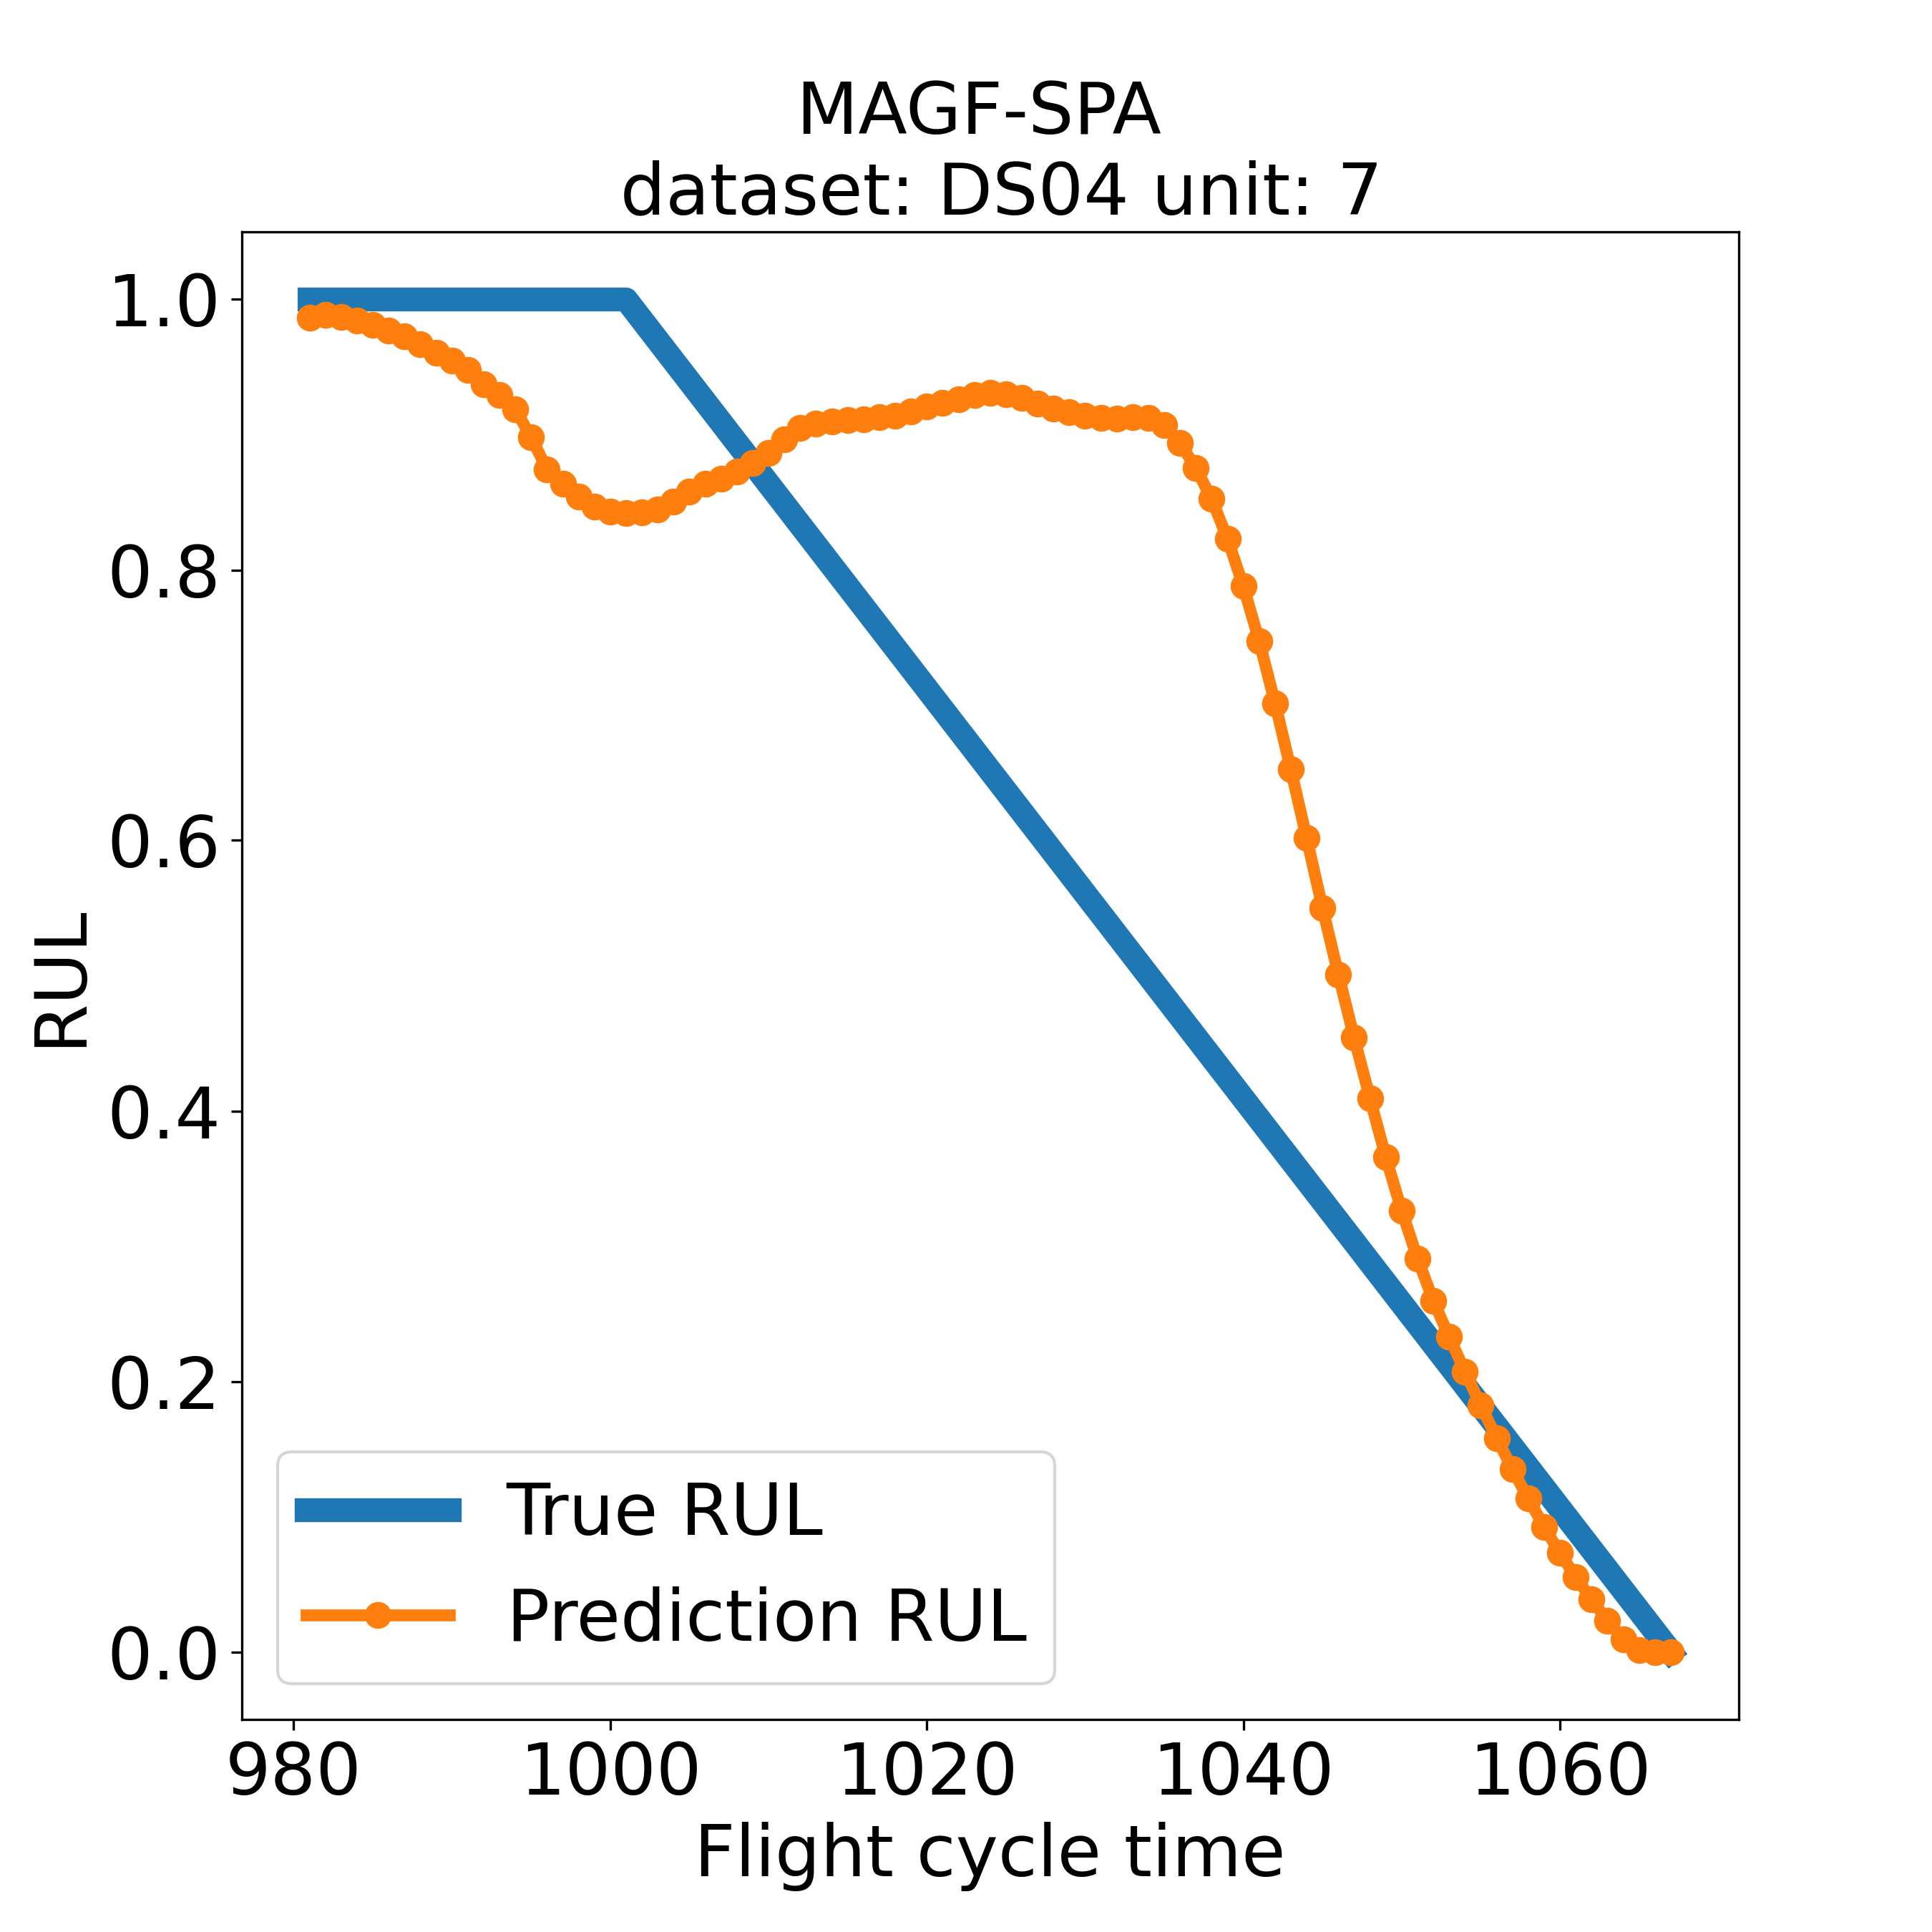 MAGF-SPA
dataset: DS04 unit: 7
1.0
0.8
0.6
0.4
0.2
0.0
RUL
True RUL
Prediction RUL
980 1000 1020 1040 1060
Flight cycle time